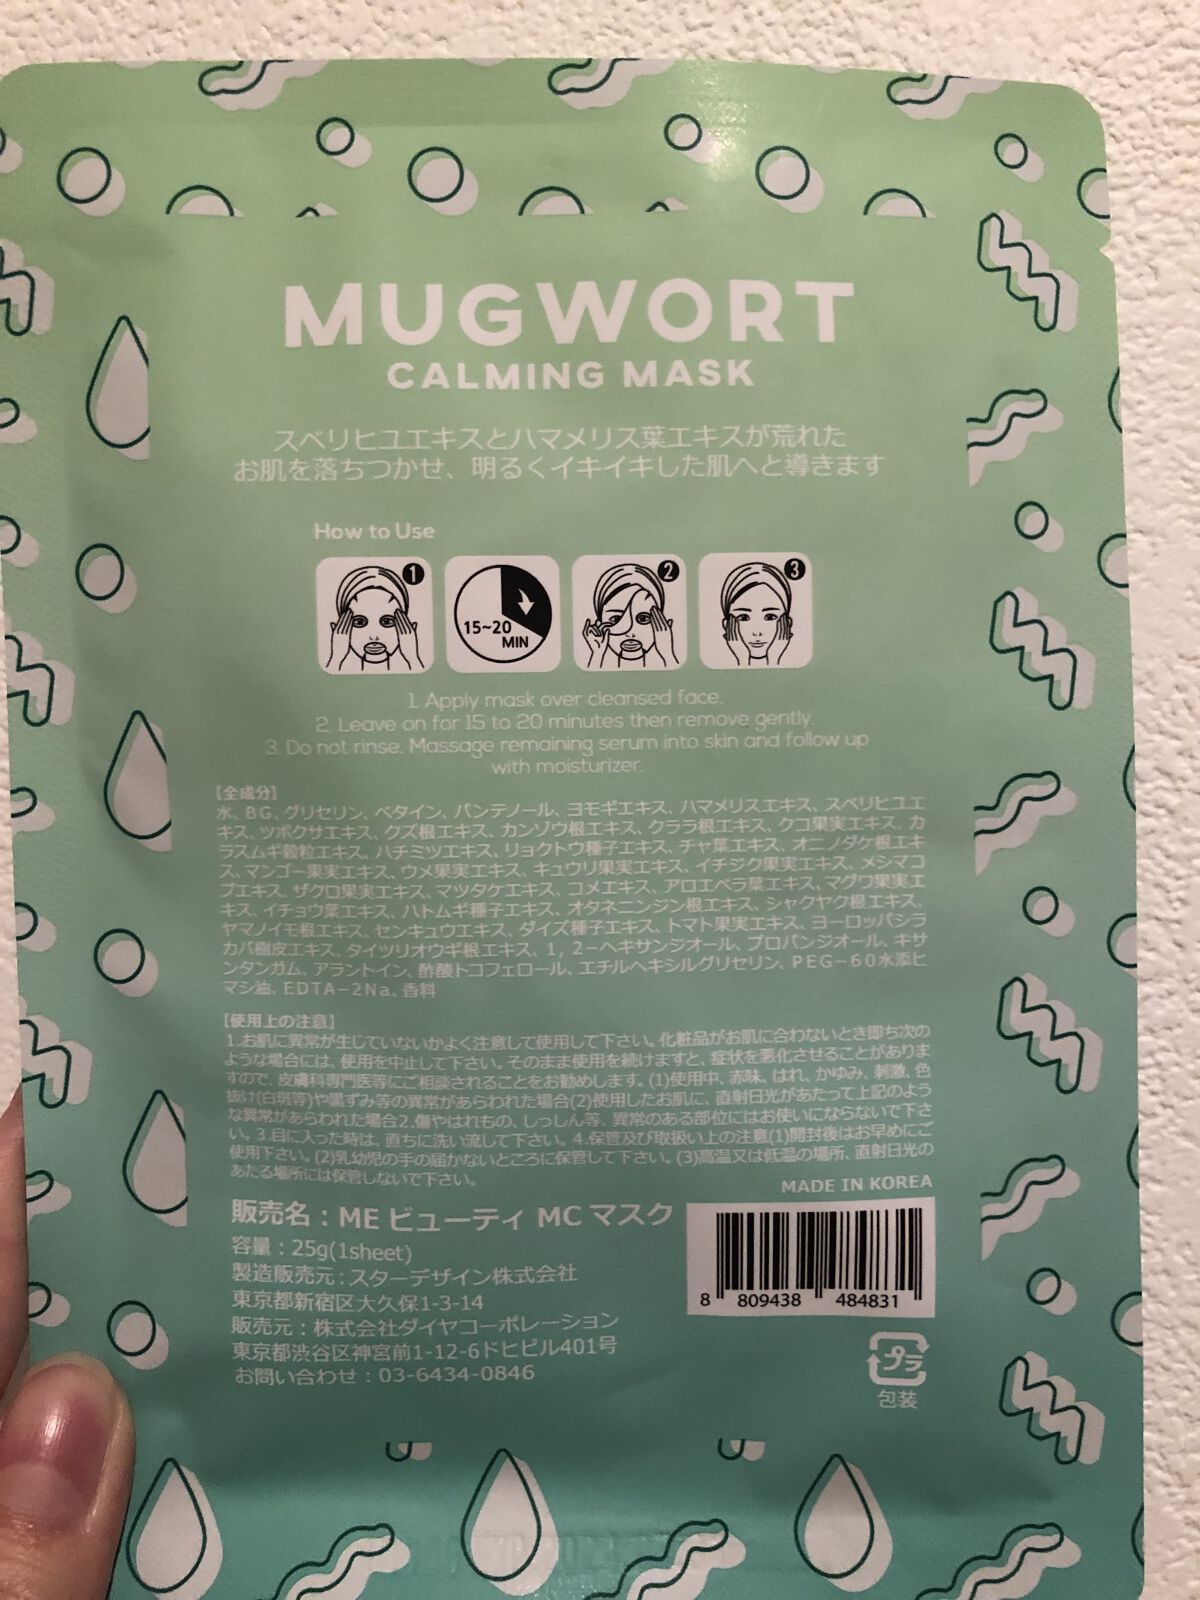 MUGWORT
CALMING MASK
スベリヒユエキスとハマメリス葉エキスが荒れた
お肌を落ちつかせ、明るくイキイキした肌へと導きます
How to Use
1 2 3
15~20
MIN
1. Apply mask over cleansed face.
2. Leave on for 15 to 20 minutes then remove gently.
3. Do not rinse. Massage remaining serum into skin and follow up
with moisturizer.
【全成分】
水、BG、グリセリン、ベタイン、パンテノール、ヨモギエキス、ハマメリスエキス、スベリヒユエ
キス、ツボクサエキス、クズ根エキス、カンゾウ根エキス、クララ根エキス、クコ果実エキス、カ
ラスムギ穀粒エキス、ハチミツエキス、リョクトウ種子エキス、チャ葉エキス、オニノダケ根エキ
ス、マンゴー果実エキス、ウメ果実エキス、キュウリ果実エキス、イチジク果実エキス、メシマコ
ブエキス、ザクロ果実エキス、マツタケエキス、コメエキス、アロエベラ葉エキス、マグワ果実エ
キス、イチョウ葉エキス、ハトムギ種子エキス、オタネニンジン根エキス、シャクヤク根エキス、
ヤマノイモ根エキス、センキュウエキス、ダイズ種子エキス、トマト果実エキス、ヨーロッパシラ
カバ樹皮エキス、タイツリオウギ根エキス、1，2－ヘキサンジオール、プロパンジオール、キサ
ンタンガム、アラントイン、酢酸トコフェロール、エチルヘキシルグリセリン、PEG－60水添ヒ
マシ油、EDTA－2Na、香料
【使用上の注意】
1.お肌に異常が生じていないかよく注意して使用して下さい。化粧品がお肌に合わないとき即ち次の
ような場合には、使用を中止して下さい。そのまま使用を続けますと、症状を悪化させることがありま
すので、皮膚科専門医等にご相談されることをお勧めします。(1)使用中、赤味、はれ、かゆみ、刺激、色
抜け(白斑等)や黒ずみ等の異常があらわれた場合(2)使用したお肌に、直射日光があたって上記のよう
な異常があらわれた場合2.傷やはれもの、しっしん等、異常のある部位にはお使いにならないで下さ
い。3.目に入った時は、直ちに洗い流して下さい。4.保管及び取扱い上の注意(1)開封後はお早めにご
使用下さい。(2)乳幼児の手の届かないところに保管して下さい。(3)高温又は低温の場所、直射日光の
あたる場所には保管しないで下さい。
MADE IN KOREA
販売名：ME ビューティ MC マスク
容量：25g(1sheet)
製造販売元：スターデザイン株式会社
東京都新宿区大久保1-3-14
販売元：株式会社ダイヤコーポレーション
東京都渋谷区神宮前1-12-6ドヒビル401号
お問い合わせ：03-6434-0846
8 809438 484831
プラ
包装